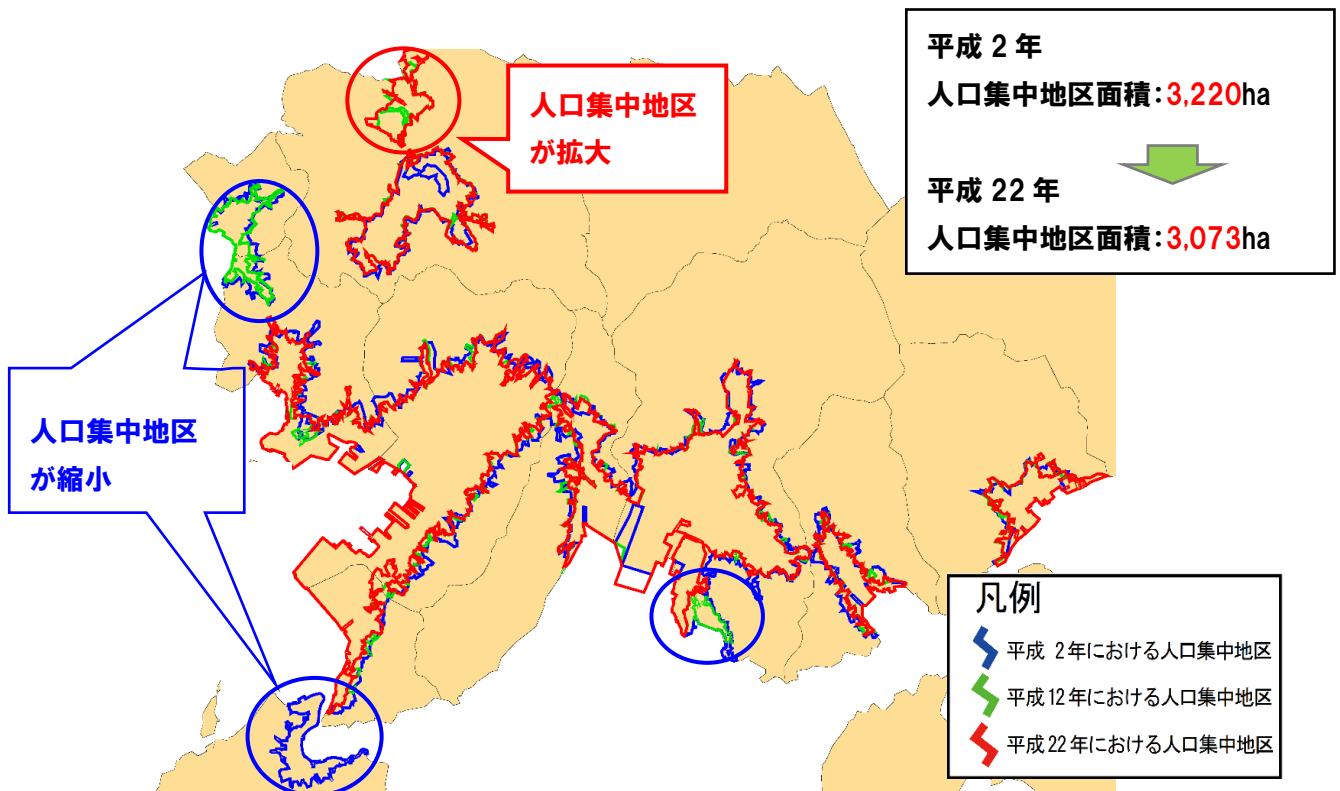 平成 2 年
人口集中地区面積：3,220ha
平成 22 年
人口集中地区面積：3,073ha
人口集中地区
が拡大
人口集中地区
が縮小
凡例
平成 2年における人口集中地区
平成12年における人口集中地区
平成22年における人口集中地区